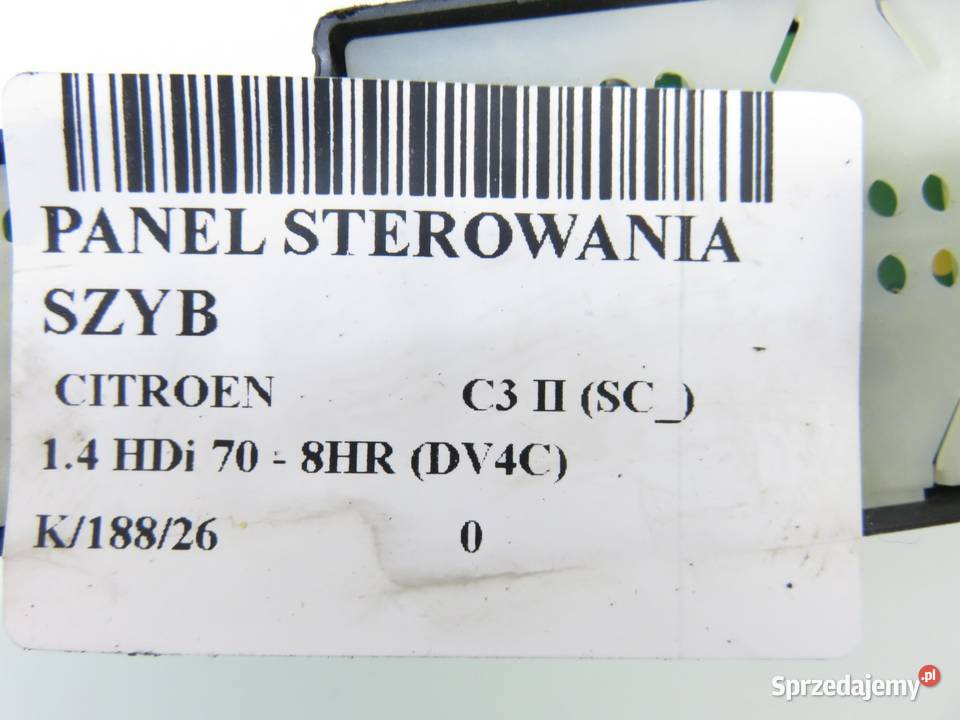 PANEL STEROWANIA
SZYB
CITROEN C3 II (SC_)
1.4 HDi 70 - 8HR (DV4C)
K/188/26 0
Sprzedajemy.pl